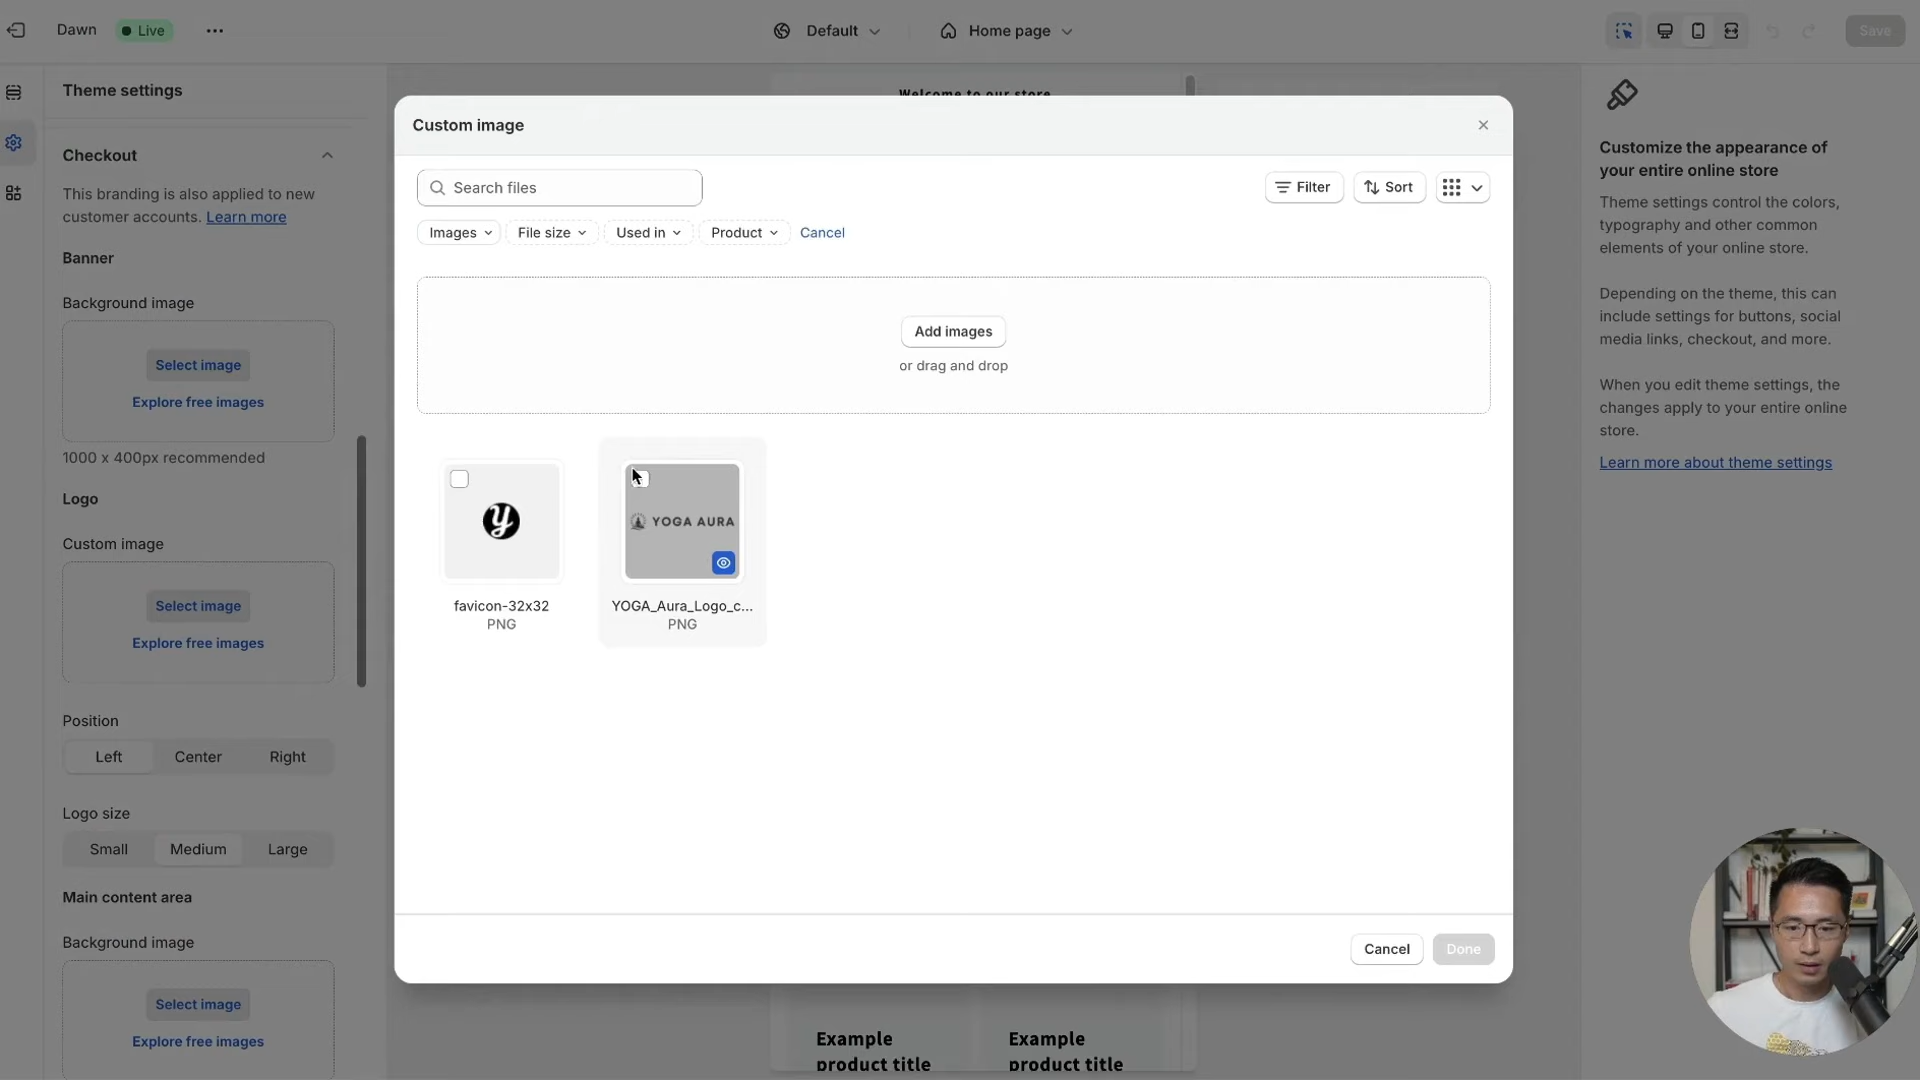 Dawn
Live
Default
Home page
Save
Theme settings
Checkout
This branding is also applied to new
customer accounts. Learn more
Banner
Background image
Select image
Explore free images
1000 x 400px recommended
Logo
Custom image
Select image
Explore free images
Position
Left
Center
Right
Logo size
Small
Medium
Large
Main content area
Background image
Select image
Explore free images
Welcome to our store
Custom image
Search files
Filter
Sort
Images
File size
Used in
Product
Cancel
Add images
or drag and drop
y
favicon-32x32
PNG
YOGA AURA
YOGA_Aura_Logo_c...
PNG
Cancel
Done
Example
product title
Example
product title
Customize the appearance of
your entire online store
Theme settings control the colors,
typography and other common
elements of your online store.
Depending on the theme, this can
include settings for buttons, social
media links, checkout, and more.
When you edit theme settings, the
changes apply to your entire online
store.
Learn more about theme settings